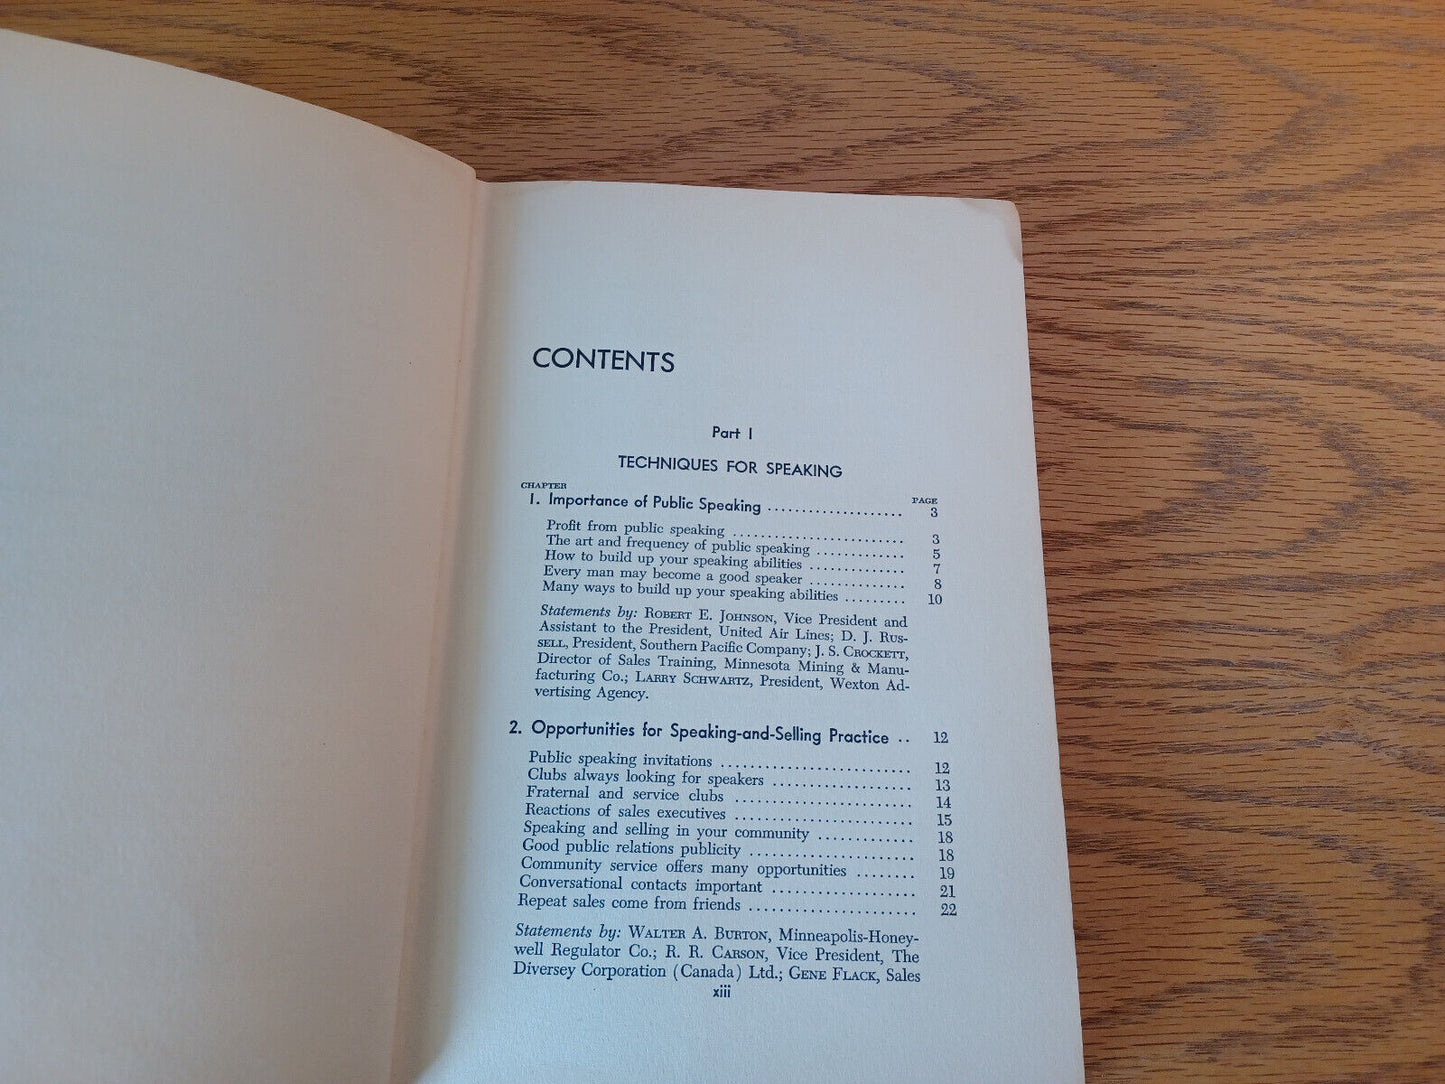 CONTENTS
Part I
TECHNIQUES FOR SPEAKING
CHAPTER PAGE
1. Importance of Public Speaking .................... 3
Profit from public speaking ......................... 3
The art and frequency of public speaking ............. 5
How to build up your speaking abilities .............. 7
Every man may become a good speaker .............. 8
Many ways to build up your speaking abilities ......... 10
Statements by: ROBERT E. JOHNSON, Vice President and
Assistant to the President, United Air Lines; D. J. RUS-
SELL, President, Southern Pacific Company; J. S. CROCKETT,
Director of Sales Training, Minnesota Mining & Manu-
facturing Co.; LARRY SCHWARTZ, President, Wexton Ad-
vertising Agency.
2. Opportunities for Speaking-and-Selling Practice .. 12
Public speaking invitations .......................... 12
Clubs always looking for speakers ................... 13
Fraternal and service clubs ........................ 14
Reactions of sales executives ........................ 15
Speaking and selling in your community ............. 18
Good public relations publicity ...................... 18
Community service offers many opportunities ........ 19
Conversational contacts important ................... 21
Repeat sales come from friends ...................... 22
Statements by: WALTER A. BURTON, Minneapolis-Honey-
well Regulator Co.; R. R. CARSON, Vice President, The
Diversey Corporation (Canada) Ltd.; GENE FLACK, Sales
xiii